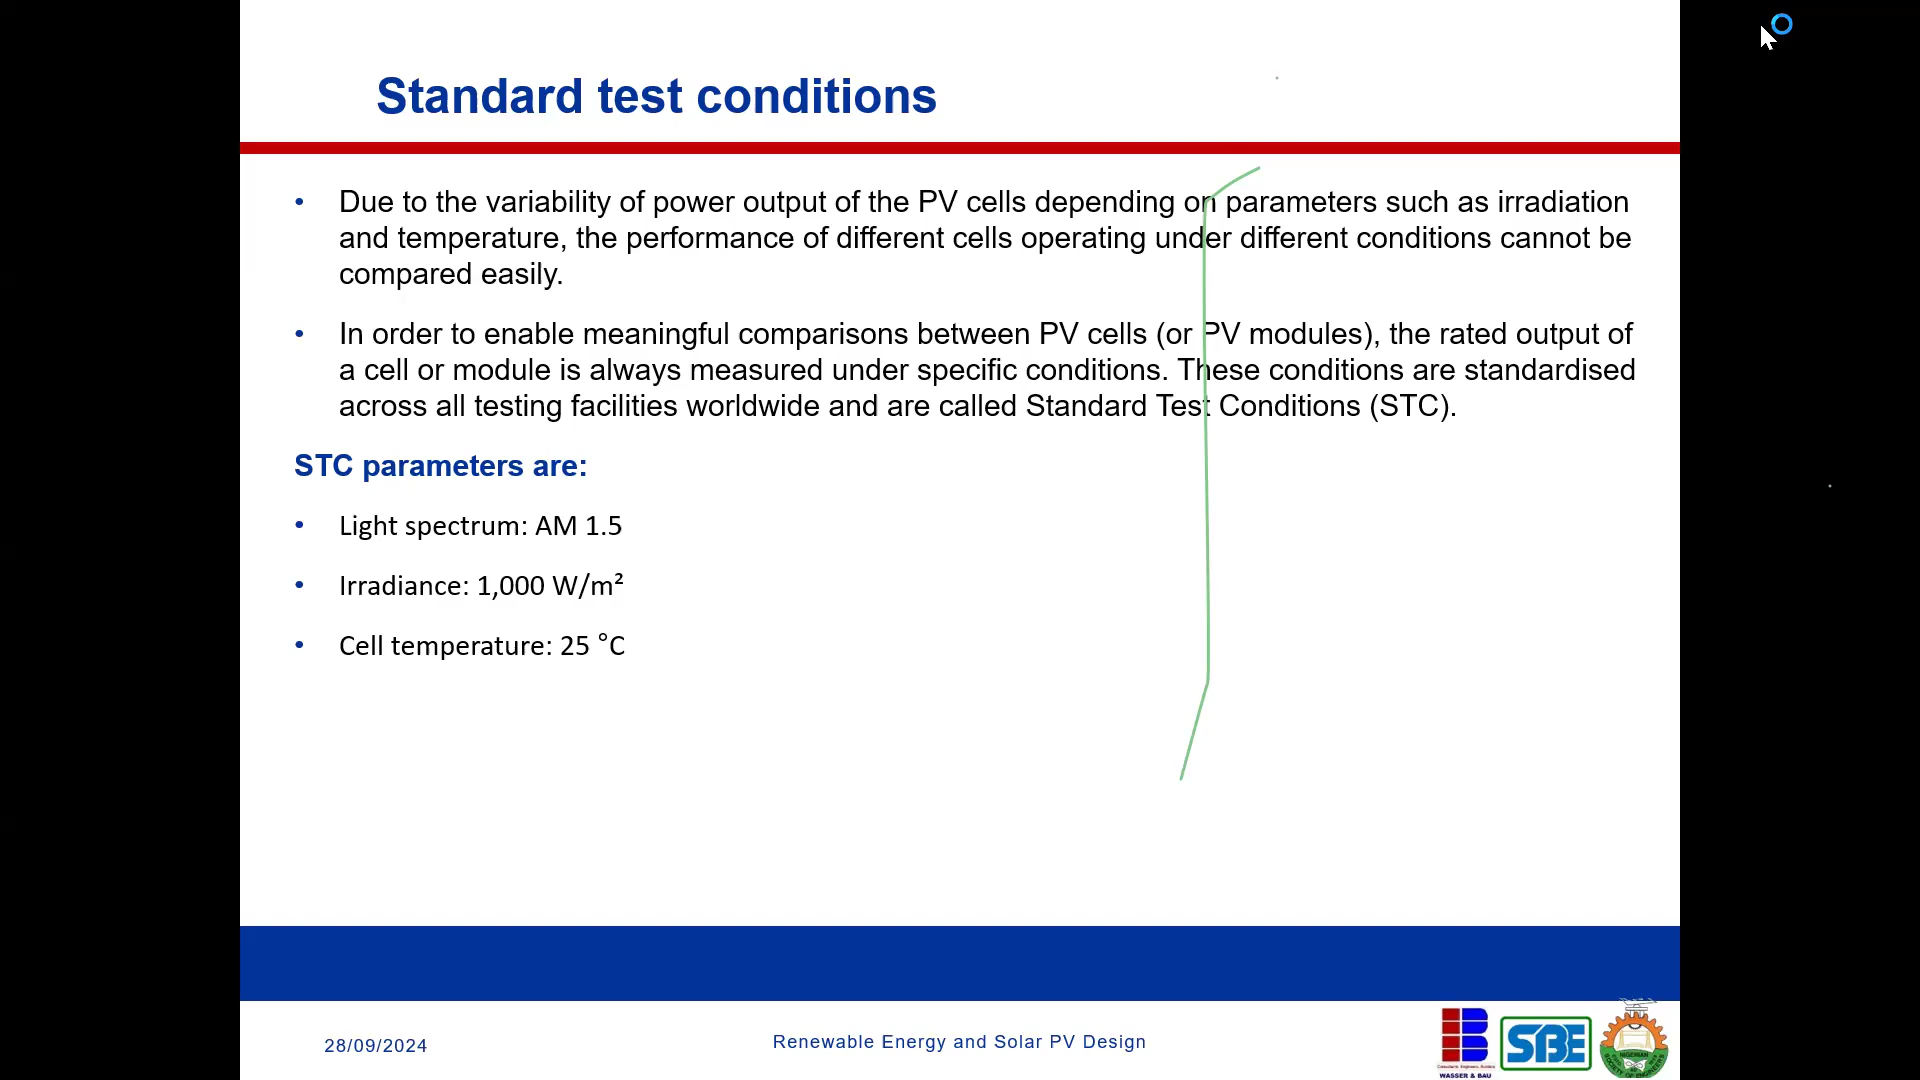 Standard test conditions
• Due to the variability of power output of the PV cells depending on parameters such as irradiation
and temperature, the performance of different cells operating under different conditions cannot be
compared easily.
• In order to enable meaningful comparisons between PV cells (or PV modules), the rated output of
a cell or module is always measured under specific conditions. These conditions are standardised
across all testing facilities worldwide and are called Standard Test Conditions (STC).
STC parameters are:
• Light spectrum: AM 1.5
• Irradiance: 1,000 W/m²
• Cell temperature: 25 °C
28/09/2024
Renewable Energy and Solar PV Design
WASSER & BAU
SBE
NIGERIAN
SOCIETY OF ENGINEERS